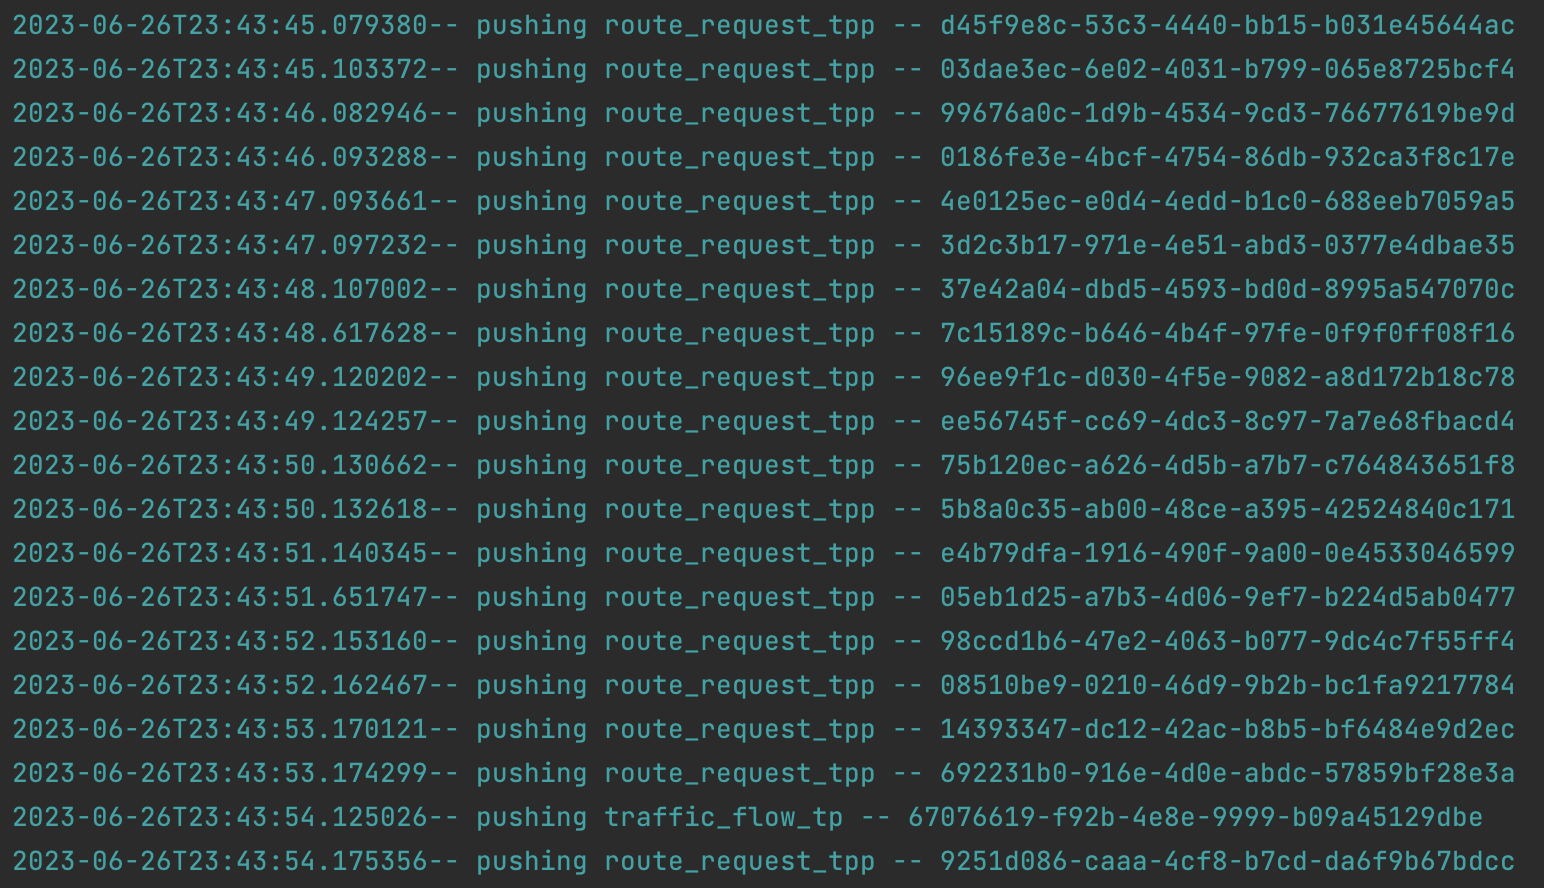 2023-06-26T23:43:45.079380-- pushing route_request_tpp -- d45f9e8c-53c3-4440-bb15-b031e45644ac
2023-06-26T23:43:45.103372-- pushing route_request_tpp -- 03dae3ec-6e02-4031-b799-065e8725bcf4
2023-06-26T23:43:46.082946-- pushing route_request_tpp -- 99676a0c-1d9b-4534-9cd3-76677619be9d
2023-06-26T23:43:46.093288-- pushing route_request_tpp -- 0186fe3e-4bcf-4754-86db-932ca3f8c17e
2023-06-26T23:43:47.093661-- pushing route_request_tpp -- 4e0125ec-e0d4-4edd-b1c0-688eeb7059a5
2023-06-26T23:43:47.097232-- pushing route_request_tpp -- 3d2c3b17-971e-4e51-abd3-0377e4dbae35
2023-06-26T23:43:48.107002-- pushing route_request_tpp -- 37e42a04-dbd5-4593-bd0d-8995a547070c
2023-06-26T23:43:48.617628-- pushing route_request_tpp -- 7c15189c-b646-4b4f-97fe-0f9f0ff08f16
2023-06-26T23:43:49.120202-- pushing route_request_tpp -- 96ee9f1c-d030-4f5e-9082-a8d172b18c78
2023-06-26T23:43:49.124257-- pushing route_request_tpp -- ee56745f-cc69-4dc3-8c97-7a7e68fbacd4
2023-06-26T23:43:50.130662-- pushing route_request_tpp -- 75b120ec-a626-4d5b-a7b7-c764843651f8
2023-06-26T23:43:50.132618-- pushing route_request_tpp -- 5b8a0c35-ab00-48ce-a395-42524840c171
2023-06-26T23:43:51.140345-- pushing route_request_tpp -- e4b79dfa-1916-490f-9a00-0e4533046599
2023-06-26T23:43:51.651747-- pushing route_request_tpp -- 05eb1d25-a7b3-4d06-9ef7-b224d5ab0477
2023-06-26T23:43:52.153160-- pushing route_request_tpp -- 98ccd1b6-47e2-4063-b077-9dc4c7f55ff4
2023-06-26T23:43:52.162467-- pushing route_request_tpp -- 08510be9-0210-46d9-9b2b-bc1fa9217784
2023-06-26T23:43:53.170121-- pushing route_request_tpp -- 14393347-dc12-42ac-b8b5-bf6484e9d2ec
2023-06-26T23:43:53.174299-- pushing route_request_tpp -- 692231b0-916e-4d0e-abdc-57859bf28e3a
2023-06-26T23:43:54.125026-- pushing traffic_flow_tp -- 67076619-f92b-4e8e-9999-b09a45129dbe
2023-06-26T23:43:54.175356-- pushing route_request_tpp -- 9251d086-caaa-4cf8-b7cd-da6f9b67bdcc